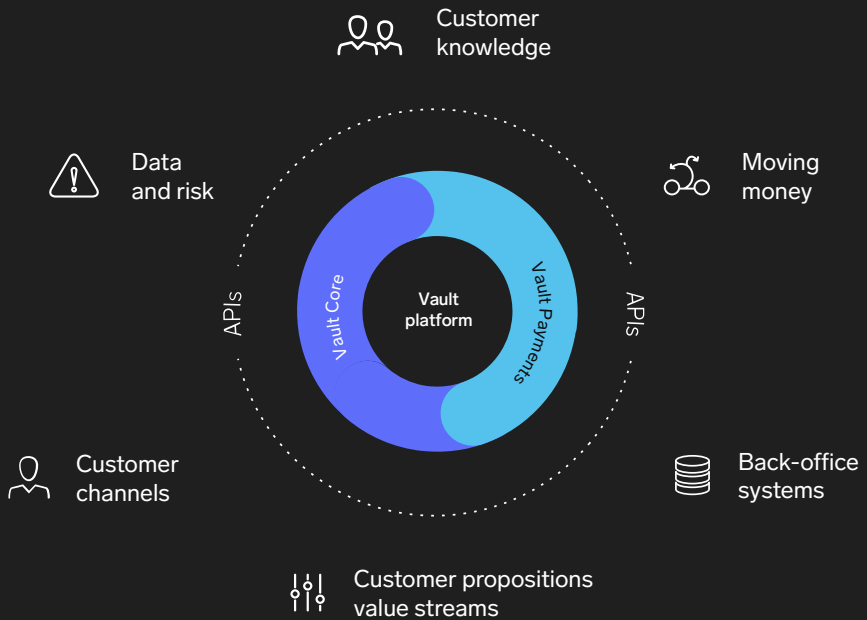 Customer
knowledge
Data
and risk
Moving
money
APIs
Vault Core
Vault
platform
Vault Payments
APIs
Customer
channels
Back-office
systems
Customer propositions
value streams